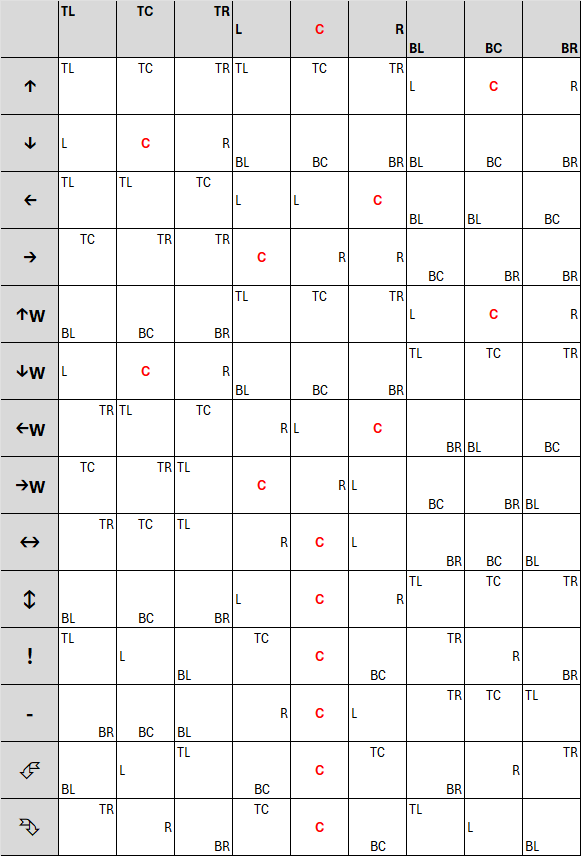 TL TC TR L C R BL BC BR
↑ TL TC TR TL TC TR L C R
↓ L C R BL BC BR BL BC BR
← TL TL TC L L C BL BL BC
→ TC TR TR C R R BC BR BR
↑W BL BC BR TL TC TR L C R
↓W L C R BL BC BR TL TC TR
←W TR TL TC R L C BR BL BC
→W TC TR TL C R L BC BR BL
↔ TR TC TL R C L BR BC BL
↕ BL BC BR L C R TL TC TR
! TL L BL TC C BC TR R BR
- BR BC BL R C L TR TC TL
BL L TL BC C TC BR R TR
TR R BR TC C BC TL L BL